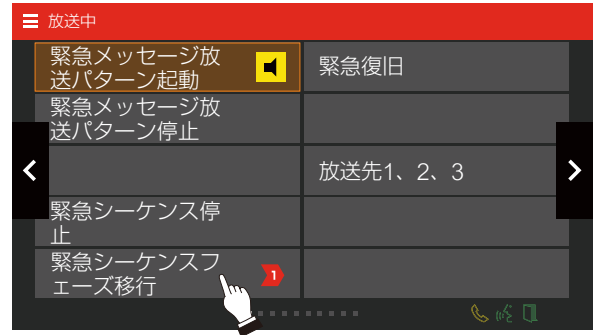 放送中
緊急メッセージ放
送パターン起動
緊急復旧
緊急メッセージ放
送パターン停止
放送先1、2、3
緊急シーケンス停
止
緊急シーケンスフ
ェーズ移行
1